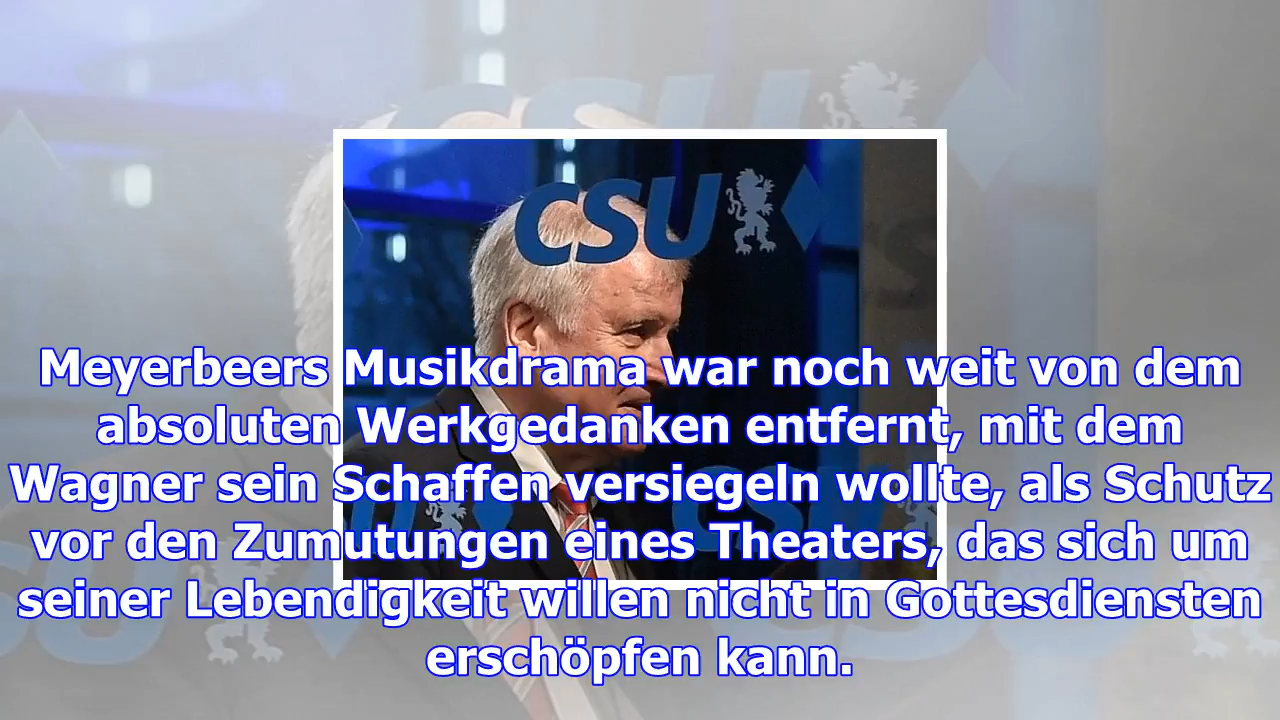 CSU
Meyerbeers Musikdrama war noch weit von dem
absoluten Werkgedanken entfernt, mit dem
Wagner sein Schaffen versiegeln wollte, als Schutz
vor den Zumutungen eines Theaters, das sich um
seiner Lebendigkeit willen nicht in Gottesdiensten
erschöpfen kann.
CSU